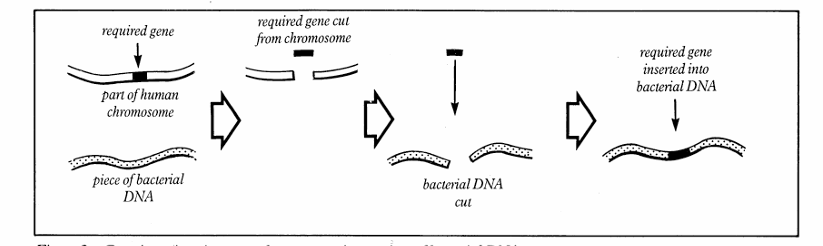 required gene
part of human
chromosome
piece of bacterial
DNA
required gene cut
from chromosome
bacterial DNA
cut
required gene
inserted into
bacterial DNA